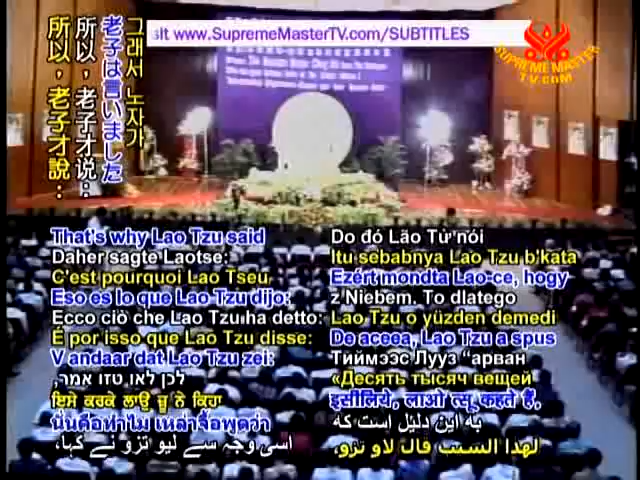 sit www.SupremeMasterTV.com/SUBTITLES
SUPREME MASTER
TV.COM
그래서 노자가
老子は言いました
所以，老子才说：
所以，老子才說：
That's why Lao Tzu said
Daher sagte Laotse:
C'est pourquoi Lao Tseu
Eso es lo que Lao Tzu dijo:
Ecco ciò che Lao Tzu ha detto:
É por isso que Lao Tzu disse:
V andaar dat Lao Tzu zei:
לכן לאו טזו אמר,
ਇਸੇ ਕਰਕੇ ਲਾਉ ਜ਼ੂ ਨੇ ਕਿਹਾ
นั่นคือทำไม เหล่าจื้อพูดว่า
اسی وجہ سے لیو تزو نے کہا،
Do đó Lão Tử nói
Itu sebabnya Lao Tzu b'kata
Ezért mondta Lao-ce, hogy
z Niebem. To dlatego
Lao Tzu o yüzden demedi
De aceea, Lao Tzu a spus
Тиймээс Лууз “арван
«Десять тысяч вещей
इसीलिये, लाओ त्सू कहते हैं,
به این دلیل است که
لهذا السبب قال لاو تزو،